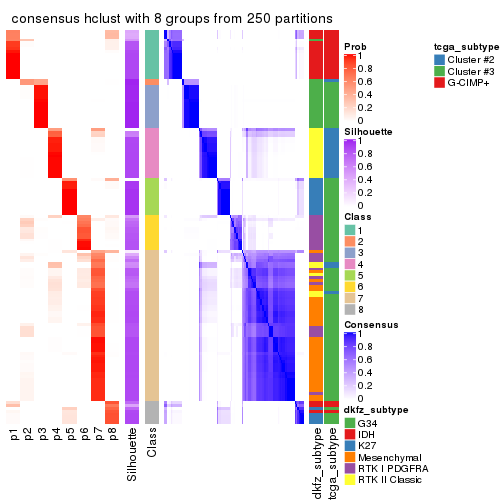 consensus hclust with 8 groups from 250 partitions
Prob
1
0.8
0.6
0.4
0.2
0
Silhouette
1
0.8
0.6
0.4
0.2
0
Class
1
2
3
4
5
6
7
8
Consensus
1
0.8
0.6
0.4
0.2
0
dkfz_subtype
G34
IDH
K27
Mesenchymal
RTK I PDGFRA
RTK II Classic
tcga_subtype
Cluster #2
Cluster #3
G-CIMP+
p1
p2
p3
p4
p5
p6
p7
p8
Silhouette
Class
dkfz_subtype
tcga_subtype